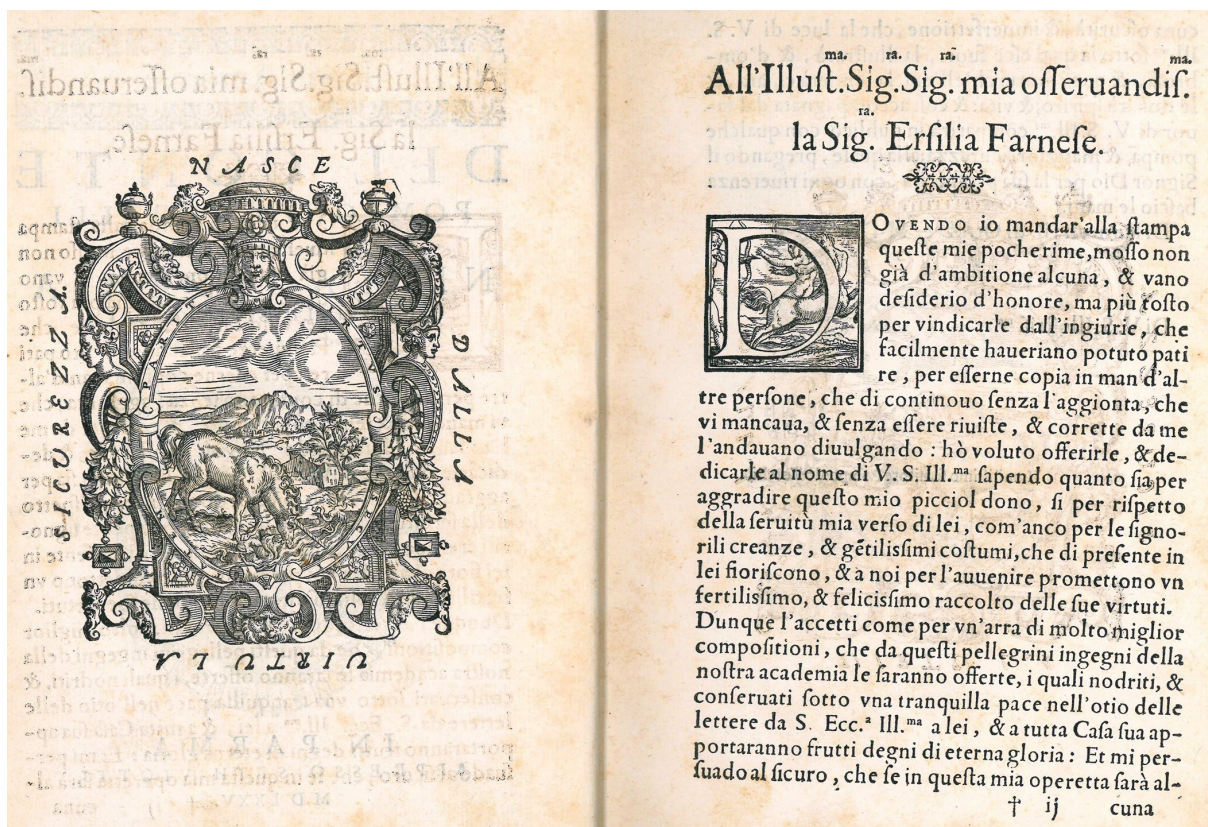 NASCE
DALLA
UIRTU LA
SICUREZZA
All'Illuſt.ma. Sig.ra. Sig.rã. mia oſſeruandiſ.ma.
la Sig.ra. Erſilia Farneſe.
DOVENDO io mandar'alla ſtampa
queſte mie poche rime, moſſo non
già d'ambitione alcuna, & vano
deſiderio d'honore, ma più toſto
per vindicarle dall'ingiurie, che
facilmente haueriano potuto pati
re, per eſſerne copia in man d'al-
tre perſone, che di continouo ſenza l'aggionta, che
vi mancaua, & ſenza eſſere riuiſte, & corrette da me
l'andauano diuulgando: hò voluto offerirle, & de-
dicarle al nome di V. S. Ill.ma ſapendo quanto ſia per
aggradire queſto mio picciol dono, ſi per riſpetto
della ſeruitù mia verſo di lei, com'anco per le ſigno-
rili creanze, & gẽtiliſſimi coſtumi, che di preſente in
lei fioriſcono, & a noi per l'auuenire promettono vn
fertiliſſimo, & feliciſſimo raccolto delle ſue virtuti.
Dunque l'accetti come per vn'arra di molto miglior
compoſitioni, che da queſti pellegrini ingegni della
noſtra academia le ſaranno offerte, i quali nodriti, &
conſeruati ſotto vna tranquilla pace nell'otio delle
lettere da S. Ecc.a Ill.ma a lei, & a tutta Caſa ſua ap-
portaranno frutti degni di eterna gloria: Et mi per-
ſuado al ſicuro, che ſe in queſta mia operetta ſarà al-
† ij cuna